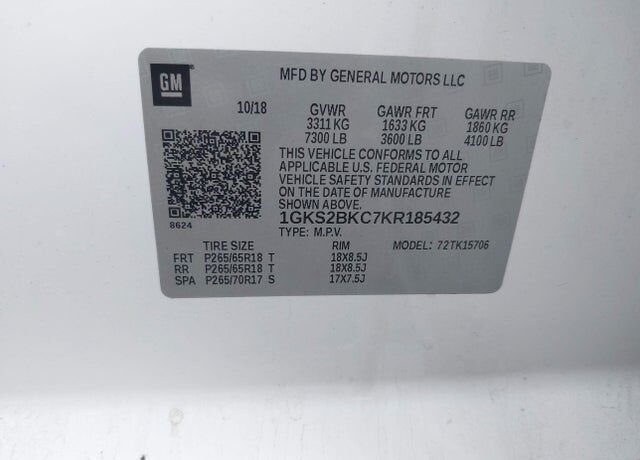 GM
MFD BY GENERAL MOTORS LLC
10/18 GVWR GAWR FRT GAWR RR
3311 KG 1633 KG 1860 KG
7300 LB 3600 LB 4100 LB
THIS VEHICLE CONFORMS TO ALL
APPLICABLE U.S. FEDERAL MOTOR
VEHICLE SAFETY STANDARDS IN EFFECT
ON THE DATE OF MANUFACTURE
SHOWN ABOVE.
8624
1GKS2BKC7KR185432
TYPE: M.P.V. MODEL: 72TK15706
TIRE SIZE RIM
FRT P265/65R18 T 18X8.5J
RR P265/65R18 T 18X8.5J
SPA P265/70R17 S 17X7.5J